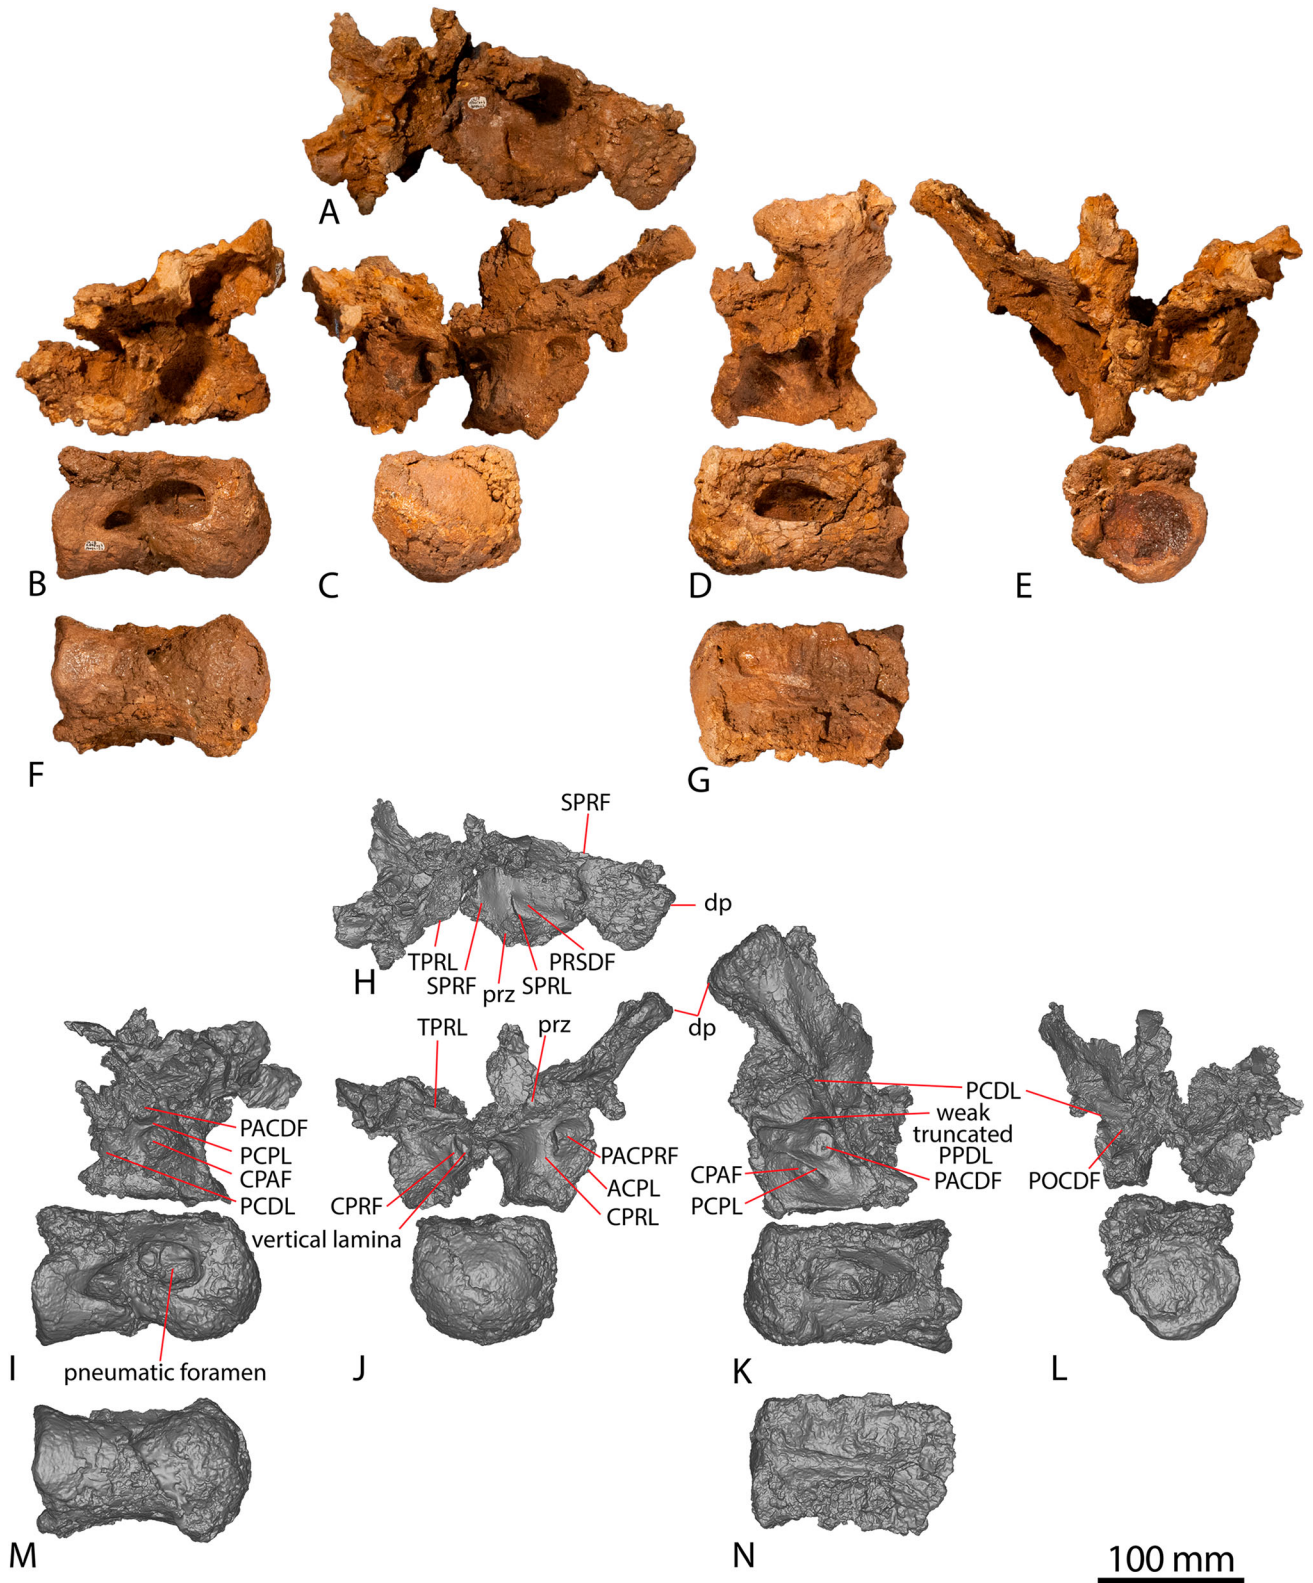 A
B
C
D
E
F
G
SPRF
dp
TPRL
SPRF
prz
SPRL
PRSDF
H
TPRL
prz
dp
PACDF
PCPL
CPAF
PCDL
CPRF
vertical lamina
PACPRF
ACPL
CPRL
PCDL
weak
truncated
PPDL
PACDF
CPAF
PCPL
POCDF
pneumatic foramen
I
J
K
L
M
N
100 mm